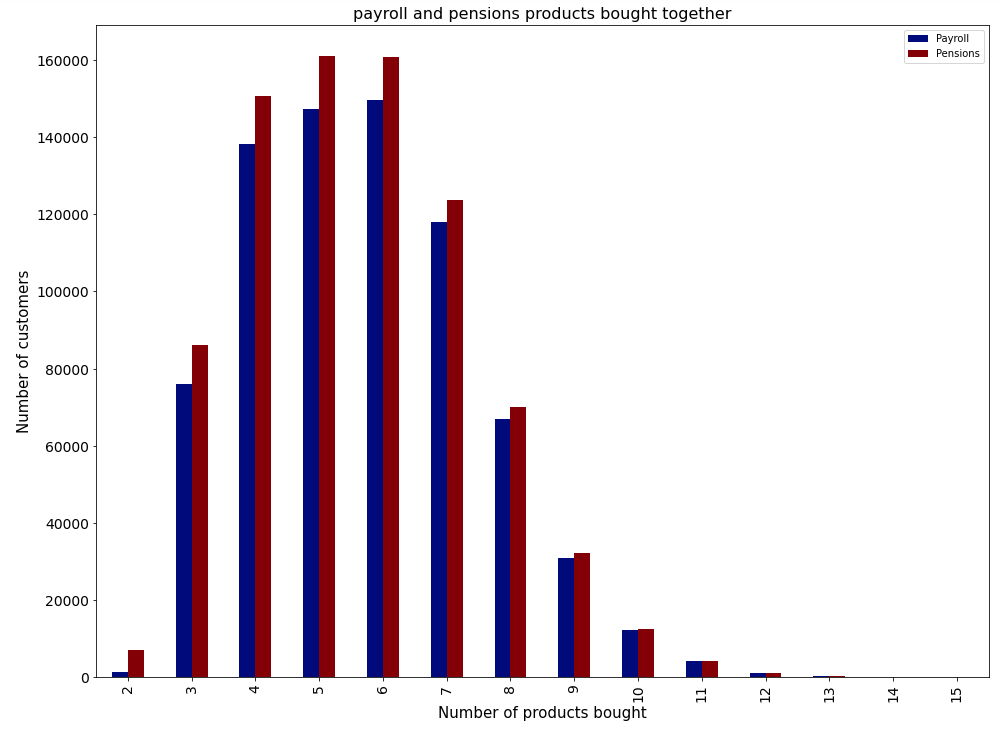 payroll and pensions products bought together
Payroll
Pensions
160000
140000
120000
100000
80000
60000
40000
20000
0
Number of customers
2 3 4 5 6 7 8 9 10 11 12 13 14 15
Number of products bought